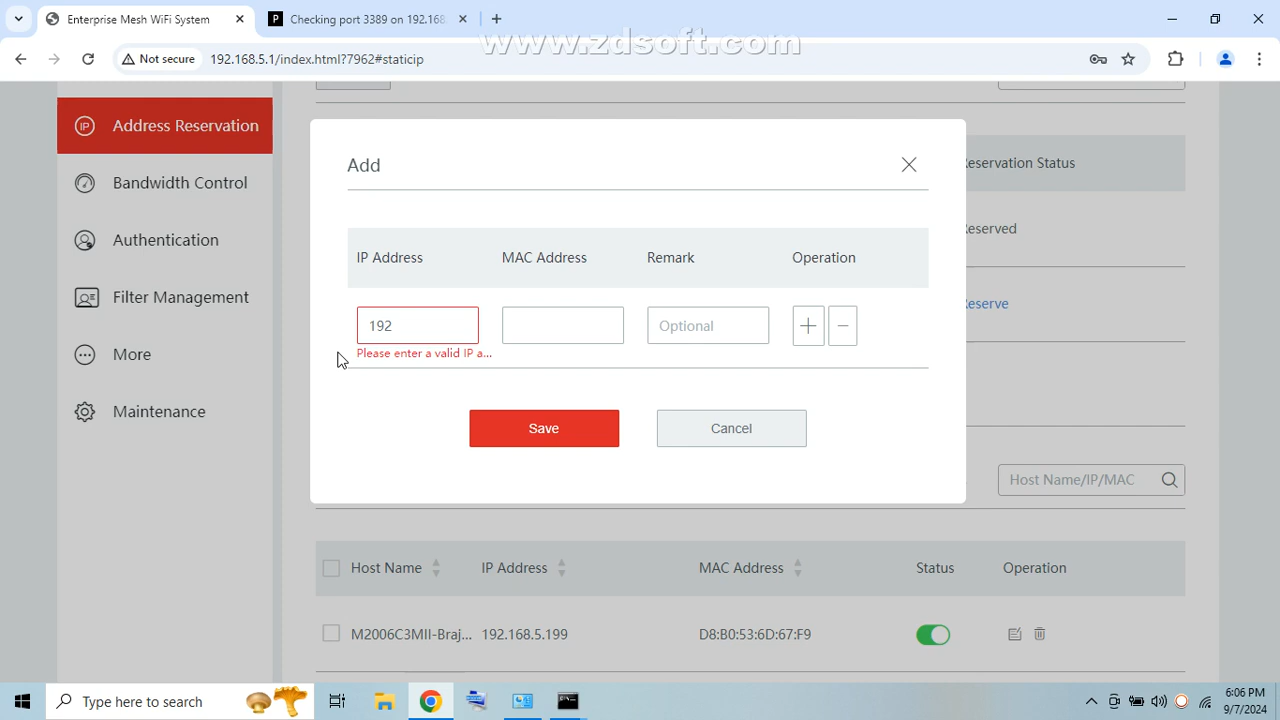 Enterprise Mesh WiFi System
Checking port 3389 on 192.168
www.zdsoft.com
Not secure
192.168.5.1/index.html?7962#staticip
IP Address Reservation
Bandwidth Control
Authentication
Filter Management
More
Maintenance
Add
Reservation Status
IP Address
MAC Address
Remark
Operation
eserved
192
Optional
Reserve
Please enter a valid IP a...
Save
Cancel
Host Name/IP/MAC
Host Name
IP Address
MAC Address
Status
Operation
M2006C3MII-Braj...
192.168.5.199
D8:B0:53:6D:67:F9
Type here to search
6:06 PM
9/7/2024